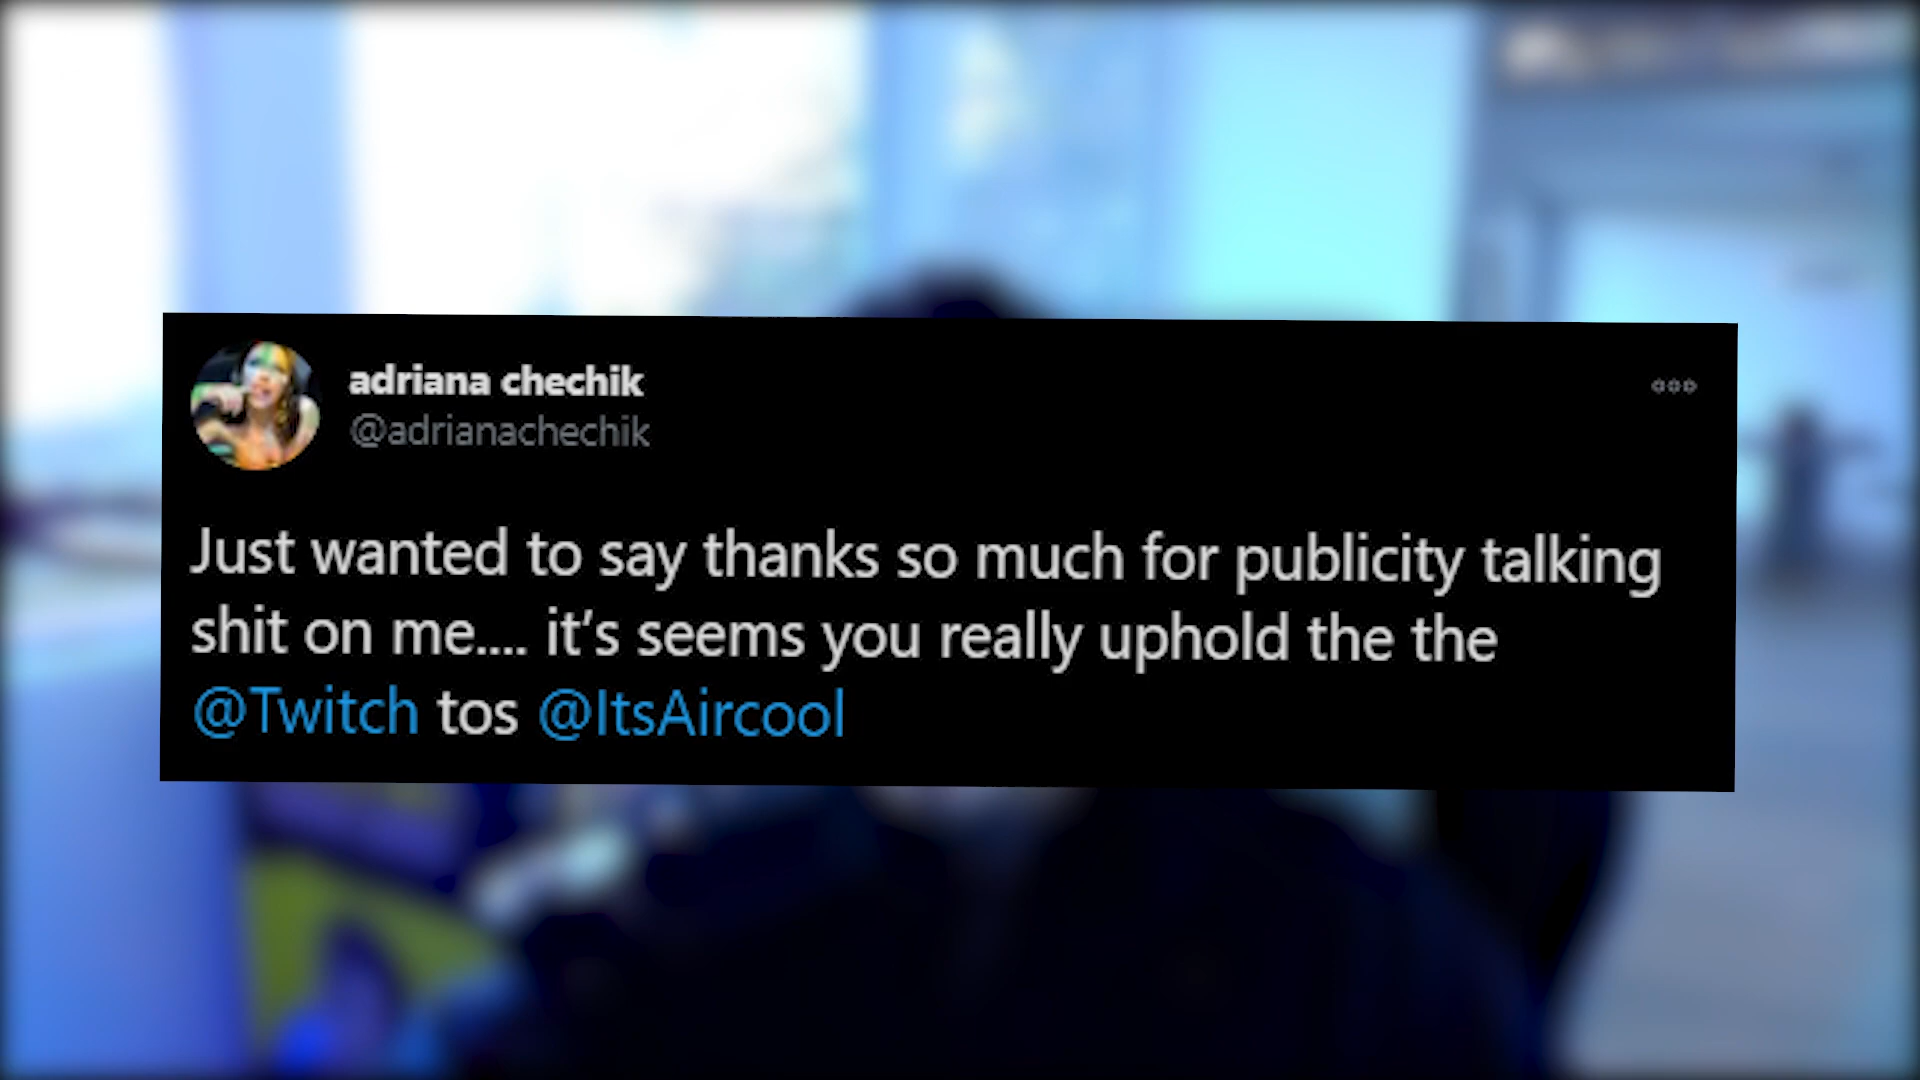 adriana chechik
@adrianachechik
Just wanted to say thanks so much for publicity talking
shit on me.... it’s seems you really uphold the the
@Twitch tos @ItsAircool